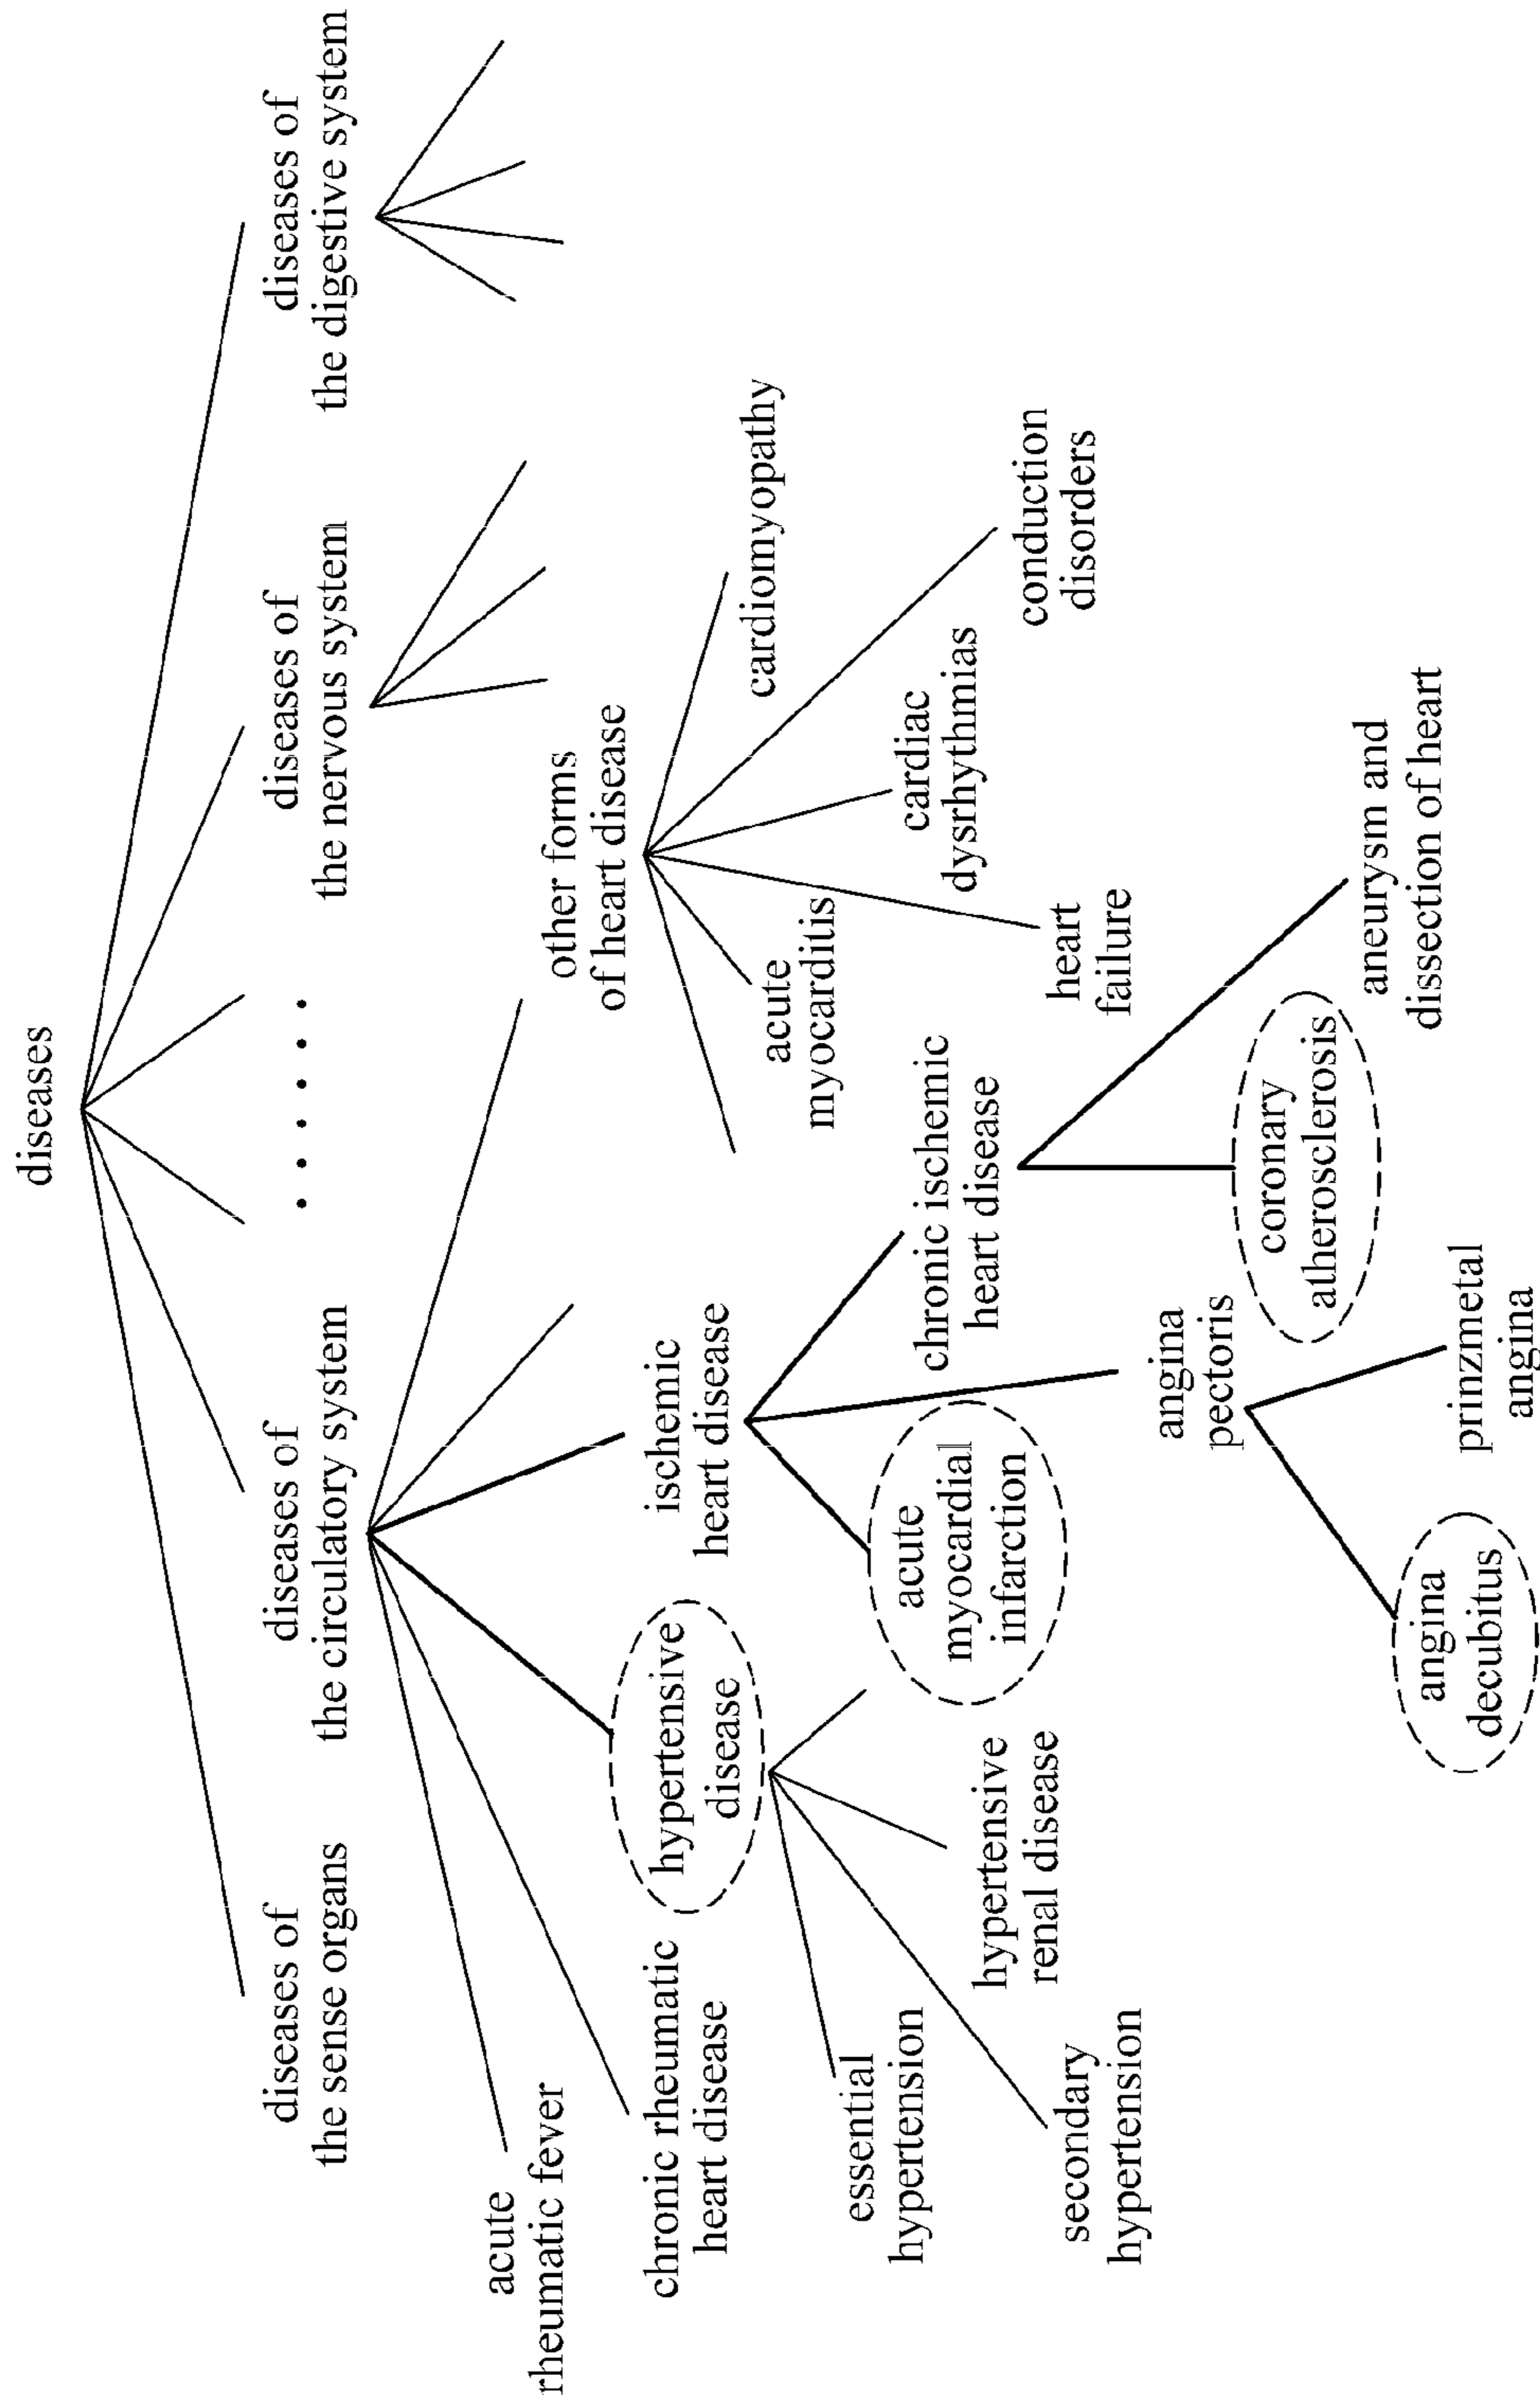 diseases
diseases of
the sense organs
diseases of
the circulatory system
. . . . . .
diseases of
the nervous system
diseases of
the digestive system
acute
rheumatic fever
chronic rheumatic
heart disease
hypertensive
disease
ischemic
heart disease
other forms
of heart disease
essential
hypertension
secondary
hypertension
hypertensive
renal disease
acute
myocardial
infarction
angina
pectoris
chronic ischemic
heart disease
acute
myocarditis
heart
failure
cardiac
dysrhythmias
conduction
disorders
cardiomyopathy
angina
decubitus
prinzmetal
angina
coronary
atherosclerosis
aneurysm and
dissection of heart